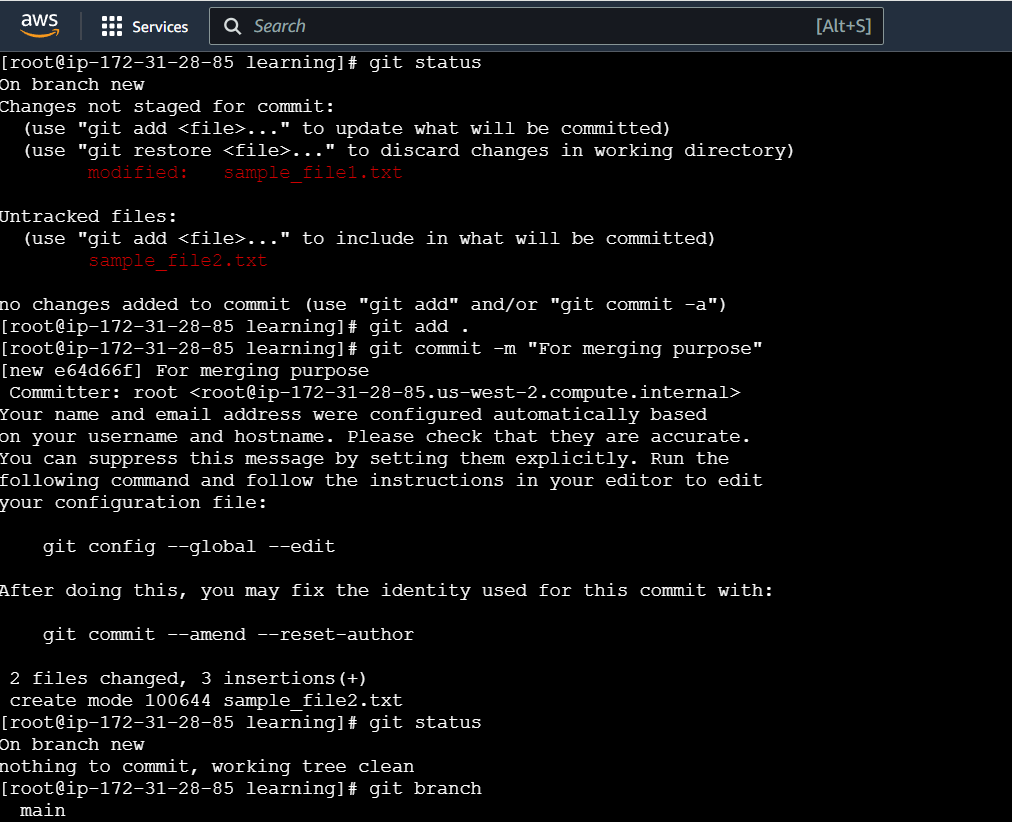 aws
Services
Search
[Alt+S]
[root@ip-172-31-28-85 learning]# git status
On branch new
Changes not staged for commit:
  (use "git add <file>..." to update what will be committed)
  (use "git restore <file>..." to discard changes in working directory)
        modified:   sample_file1.txt

Untracked files:
  (use "git add <file>..." to include in what will be committed)
        sample_file2.txt

no changes added to commit (use "git add" and/or "git commit -a")
[root@ip-172-31-28-85 learning]# git add .
[root@ip-172-31-28-85 learning]# git commit -m "For merging purpose"
[new e64d66f] For merging purpose
 Committer: root <root@ip-172-31-28-85.us-west-2.compute.internal>
Your name and email address were configured automatically based
on your username and hostname. Please check that they are accurate.
You can suppress this message by setting them explicitly. Run the
following command and follow the instructions in your editor to edit
your configuration file:

    git config --global --edit

After doing this, you may fix the identity used for this commit with:

    git commit --amend --reset-author

 2 files changed, 3 insertions(+)
 create mode 100644 sample_file2.txt
[root@ip-172-31-28-85 learning]# git status
On branch new
nothing to commit, working tree clean
[root@ip-172-31-28-85 learning]# git branch
  main